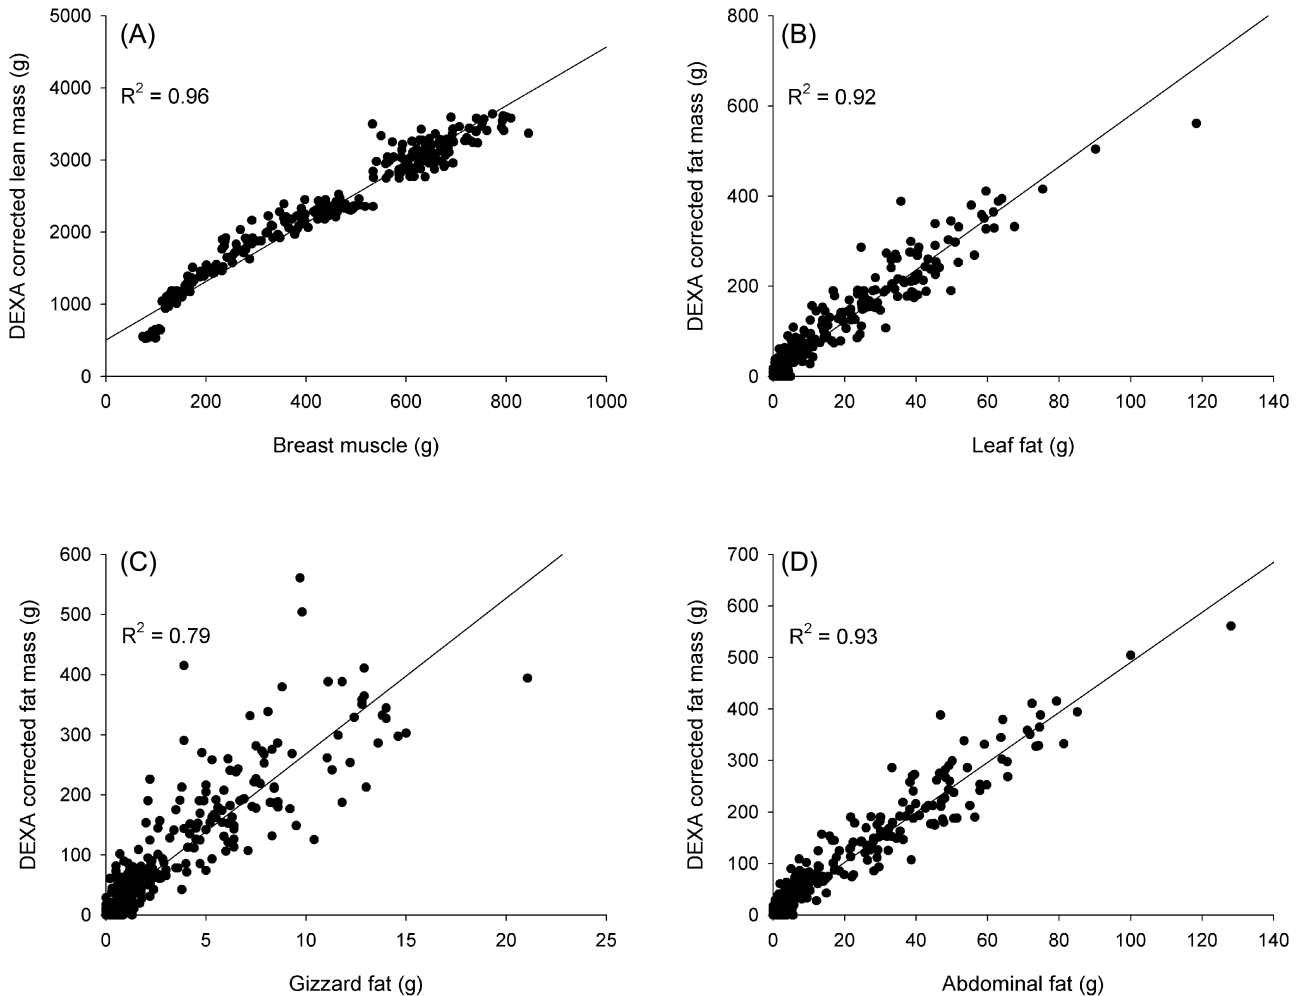 (A)
R2 = 0.96
DEXA corrected lean mass (g)
5000
4000
3000
2000
1000
0
0 200 400 600 800 1000
Breast muscle (g)
(B)
R2 = 0.92
DEXA corrected fat mass (g)
800
600
400
200
0
0 20 40 60 80 100 120 140
Leaf fat (g)
(C)
R2 = 0.79
DEXA corrected fat mass (g)
600
500
400
300
200
100
0
0 5 10 15 20 25
Gizzard fat (g)
(D)
R2 = 0.93
DEXA corrected fat mass (g)
700
600
500
400
300
200
100
0
0 20 40 60 80 100 120 140
Abdominal fat (g)